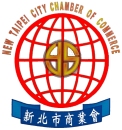 NEW TAIPEI CITY CHAMBER OF COMMERCE
新北市商業會